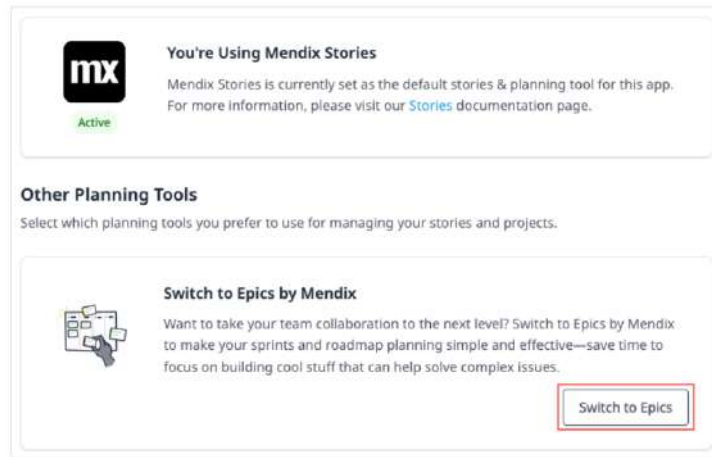 mx
You're Using Mendix Stories
Mendix Stories is currently set as the default stories & planning tool for this app.
For more information, please visit our Stories documentation page.
Active
Other Planning Tools
Select which planning tools you prefer to use for managing your stories and projects.
Switch to Epics by Mendix
Want to take your team collaboration to the next level? Switch to Epics by Mendix
to make your sprints and roadmap planning simple and effective—save time to
focus on building cool stuff that can help solve complex issues.
Switch to Epics